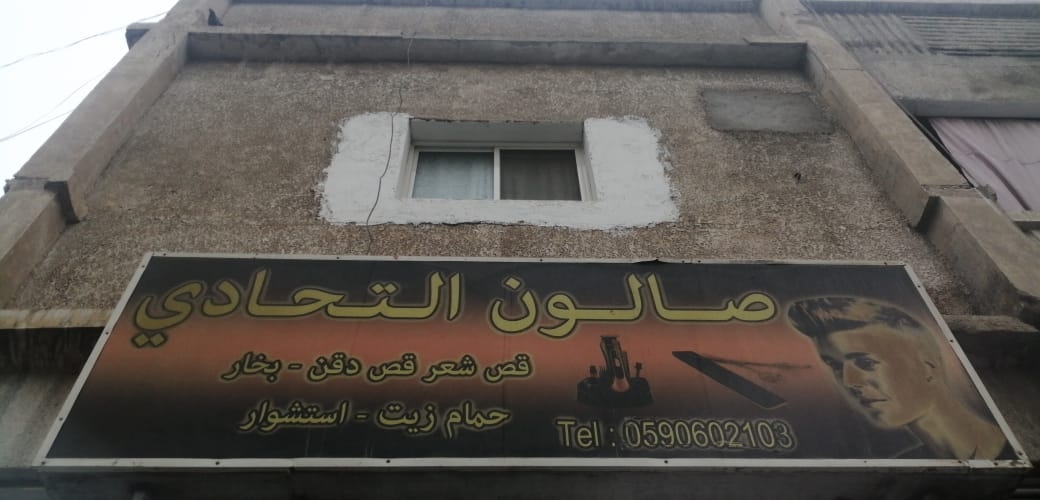 صالون التحادي
قص شعر قص دقن - بخار
حمام زيت - استشوار
Tel : 0590602103